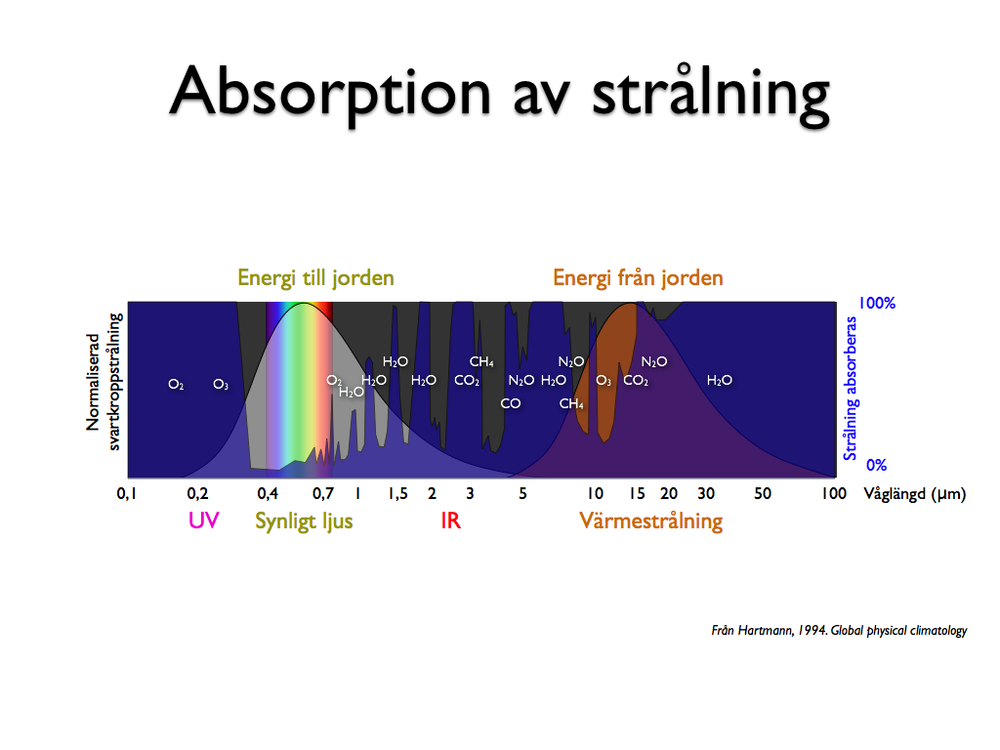 Absorption av strålning
Energi till jorden
Energi från jorden
Normaliserad
svartkroppstrålning
100%
Strålning absorberas
0%
O₂
O₃
O₂
H₂O
H₂O
H₂O
H₂O
CO₂
CH₄
CO
N₂O
H₂O
N₂O
CH₄
O₃
CO₂
N₂O
H₂O
0,1 0,2 0,4 0,7 1 1,5 2 3 5 10 15 20 30 50 100 Våglängd (µm)
UV Synligt ljus IR Värmestrålning
Från Hartmann, 1994. Global physical climatology